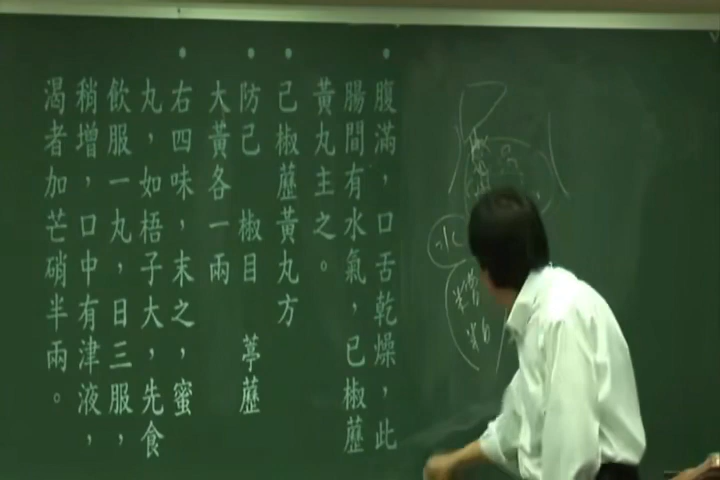 腹滿，口舌乾燥，此
腸間有水氣，已椒藶
黃丸主之。
己椒藶黃丸方
防己　椒目　葶藶
大黃各一兩
右四味，末之，蜜
丸，如梧子大，先食
飲服一丸，日三服，
稍增，口中有津液，
渴者加芒硝半兩。
水